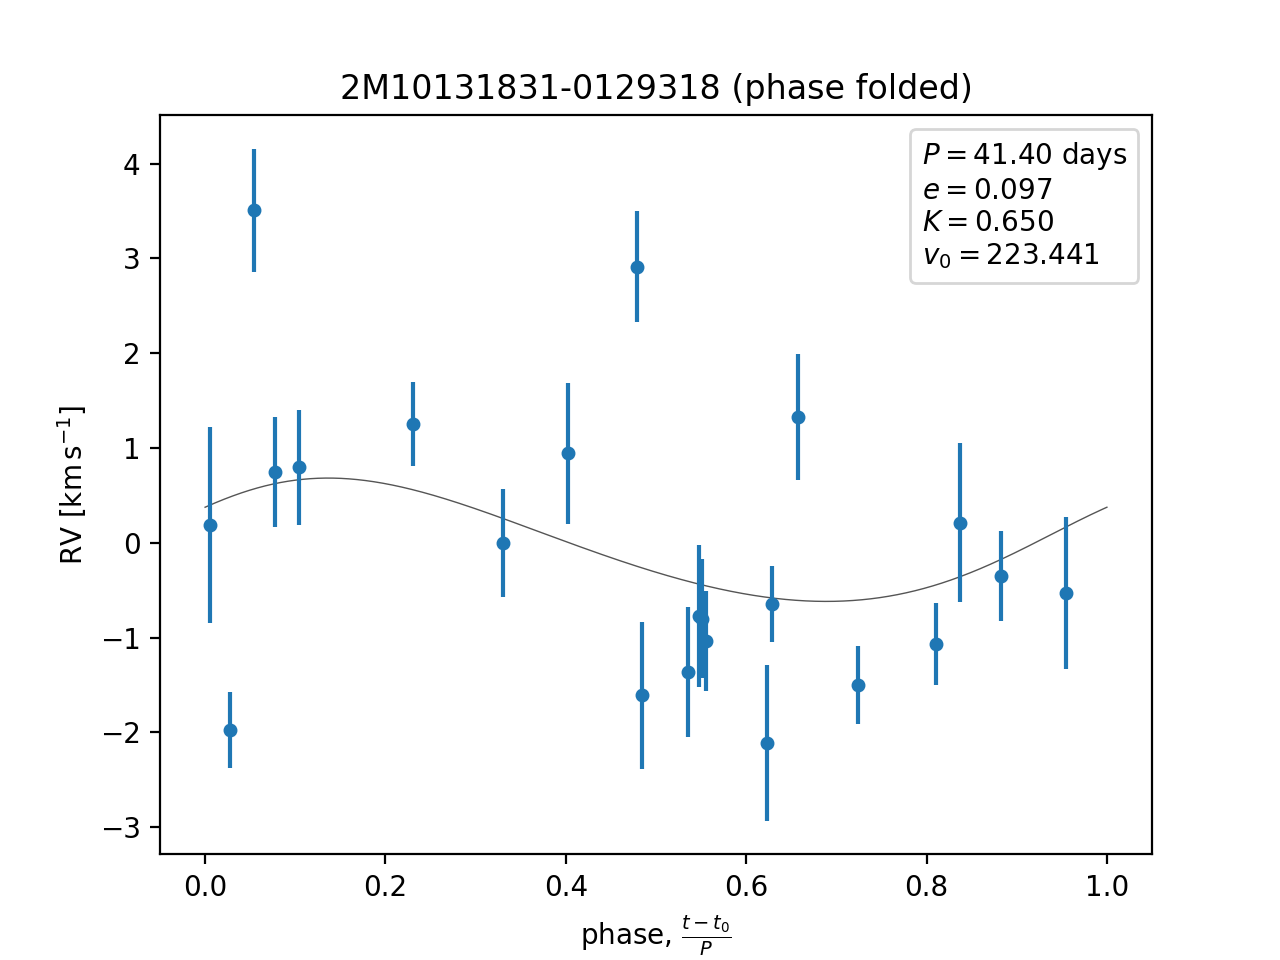 2M10131831-0129318 (phase folded)
P = 41.40 days
e = 0.097
K = 0.650
v₀ = 223.441
4
3
2
1
0
−1
−2
−3
RV [km s⁻¹]
0.0 0.2 0.4 0.6 0.8 1.0
phase, (t − t₀)/P